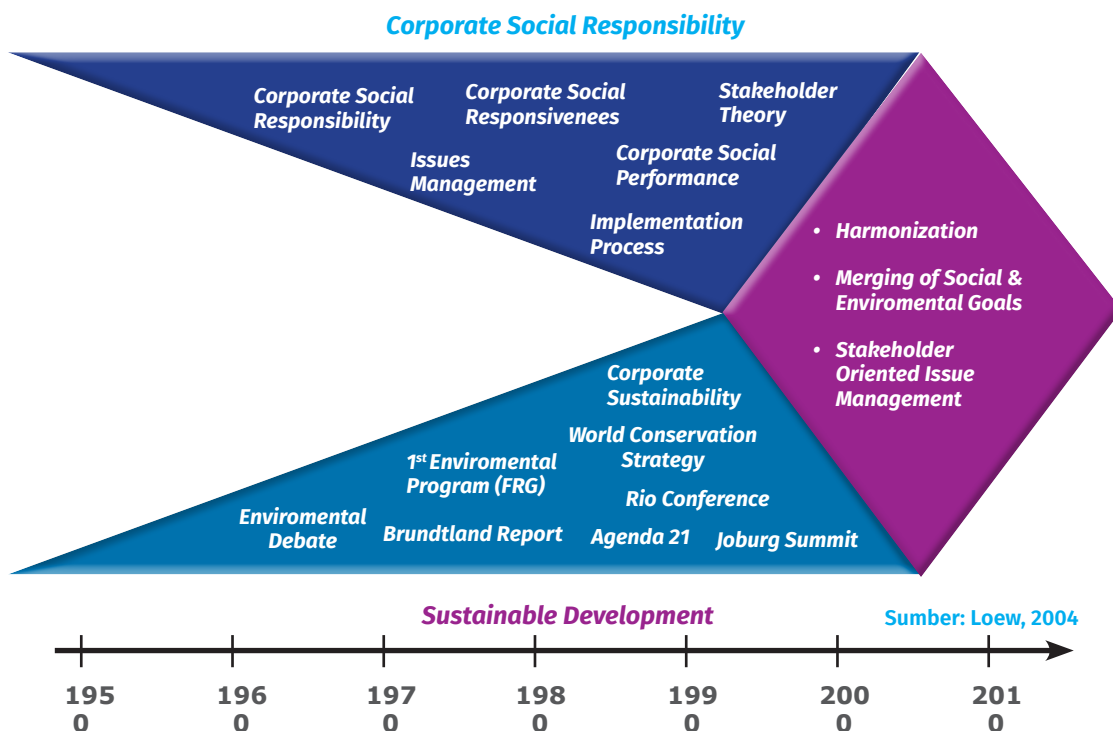 Corporate Social Responsibility
Corporate Social
Responsibility
Corporate Social
Responsivenees
Stakeholder
Theory
Issues
Management
Corporate Social
Performance
Implementation
Process
• Harmonization
• Merging of Social &
Enviromental Goals
• Stakeholder
Oriented Issue
Management
Corporate
Sustainability
World Conservation
Strategy
1st Enviromental
Program (FRG)
Rio Conference
Enviromental
Debate
Brundtland Report
Agenda 21
Joburg Summit
Sustainable Development
Sumber: Loew, 2004
195
0
196
0
197
0
198
0
199
0
200
0
201
0